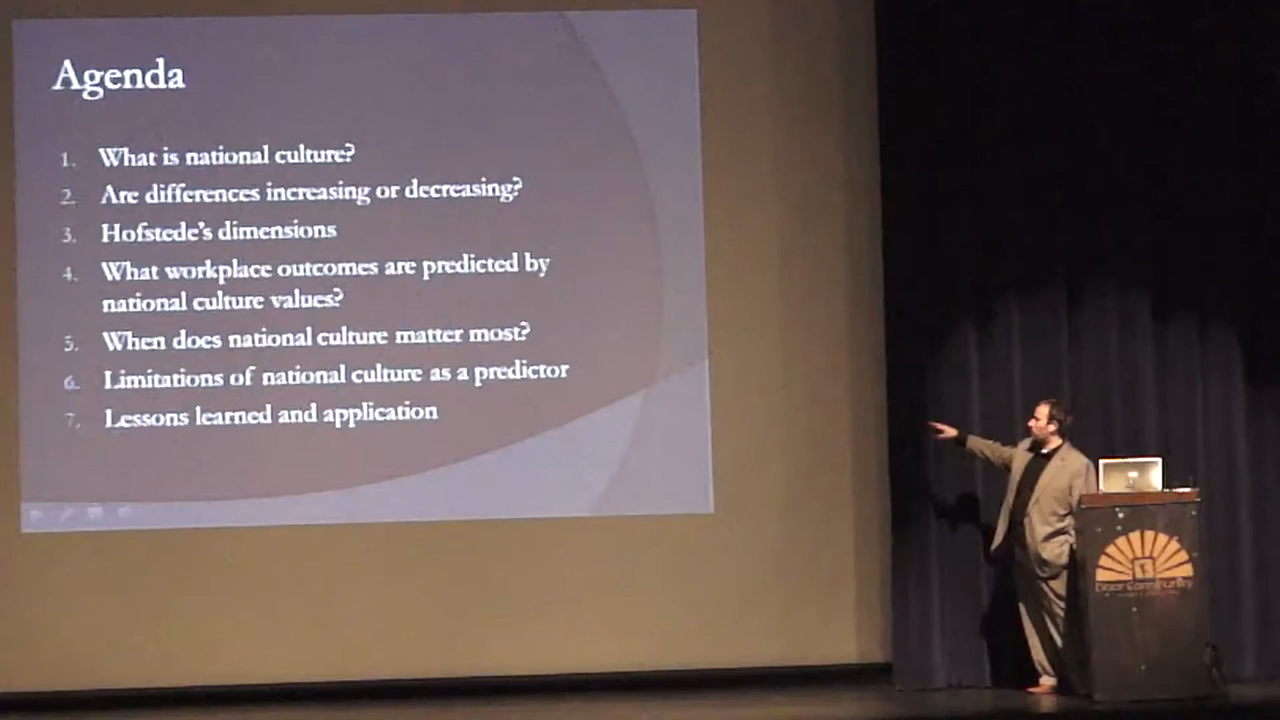 Agenda
1. What is national culture?
2. Are differences increasing or decreasing?
3. Hofstede's dimensions
4. What workplace outcomes are predicted by
national culture values?
5. When does national culture matter most?
6. Limitations of national culture as a predictor
7. Lessons learned and application
Door Community